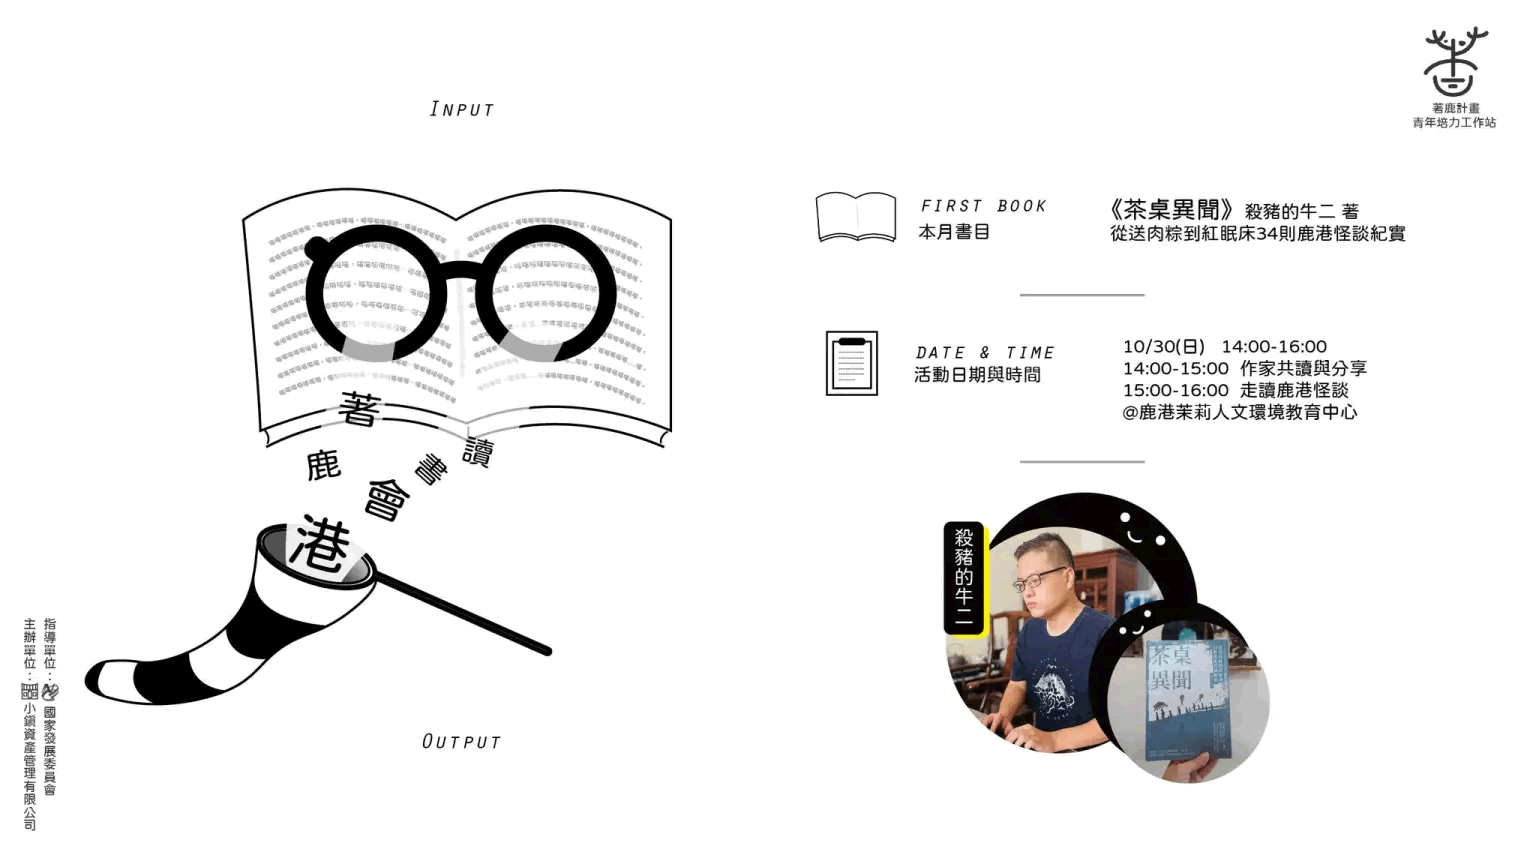 INPUT
著
鹿
港
讀
書
會
OUTPUT
指導單位：國家發展委員會
主辦單位：小鎮資產管理有限公司
著鹿計畫
青年培力工作站
FIRST BOOK
本月書目
《茶桌異聞》殺豬的牛二 著
從送肉粽到紅眠床34則鹿港怪談紀實
DATE & TIME
活動日期與時間
10/30(日) 14:00-16:00
14:00-15:00 作家共讀與分享
15:00-16:00 走讀鹿港怪談
@鹿港茉莉人文環境教育中心
殺豬的牛二
茶桌
異聞